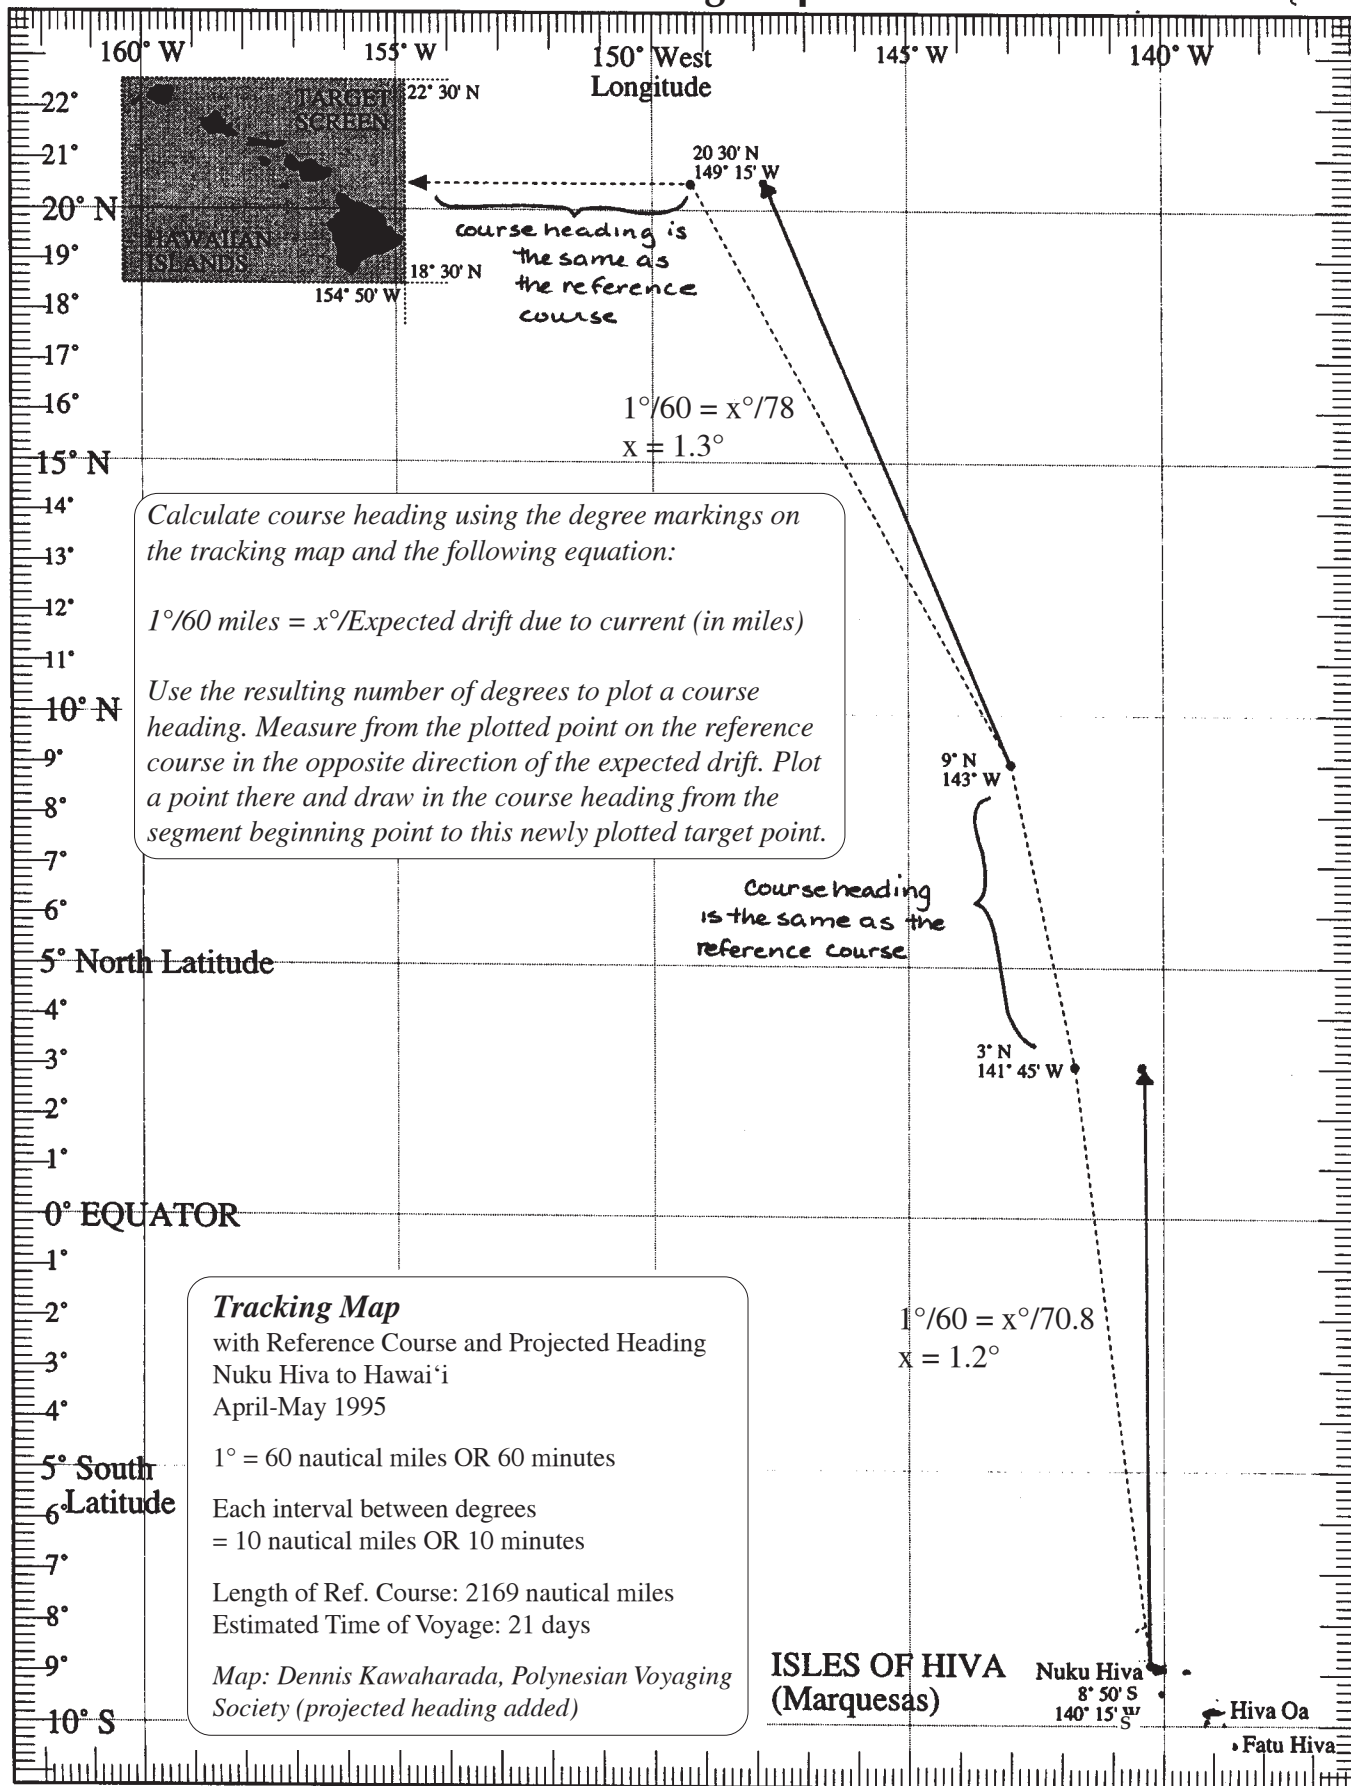 160° W
155° W
150° West
Longitude
145° W
140° W
22°
21°
20° N
19°
18°
17°
16°
15° N
14°
13°
12°
11°
10° N
9°
8°
7°
6°
5° North Latitude
4°
3°
2°
1°
0° EQUATOR
1°
2°
3°
4°
5° South
Latitude
6°
7°
8°
9°
10° S
TARGET
SCREEN
HAWAIIAN
ISLANDS
22° 30' N
18° 30' N
154° 50' W
20 30' N
149° 15' W
course heading is
the same as
the reference
course
1°/60 = x°/78
x = 1.3°
Calculate course heading using the degree markings on
the tracking map and the following equation:
1°/60 miles = x°/Expected drift due to current (in miles)
Use the resulting number of degrees to plot a course
heading. Measure from the plotted point on the reference
course in the opposite direction of the expected drift. Plot
a point there and draw in the course heading from the
segment beginning point to this newly plotted target point.
9° N
143° W
Course heading
is the same as the
reference course
3° N
141° 45' W
1°/60 = x°/70.8
x = 1.2°
Tracking Map
with Reference Course and Projected Heading
Nuku Hiva to Hawai‘i
April-May 1995
1° = 60 nautical miles OR 60 minutes
Each interval between degrees
= 10 nautical miles OR 10 minutes
Length of Ref. Course: 2169 nautical miles
Estimated Time of Voyage: 21 days
Map: Dennis Kawaharada, Polynesian Voyaging
Society (projected heading added)
ISLES OF HIVA
(Marquesas)
Nuku Hiva
8° 50' S
140° 15' W
S
Hiva Oa
Fatu Hiva